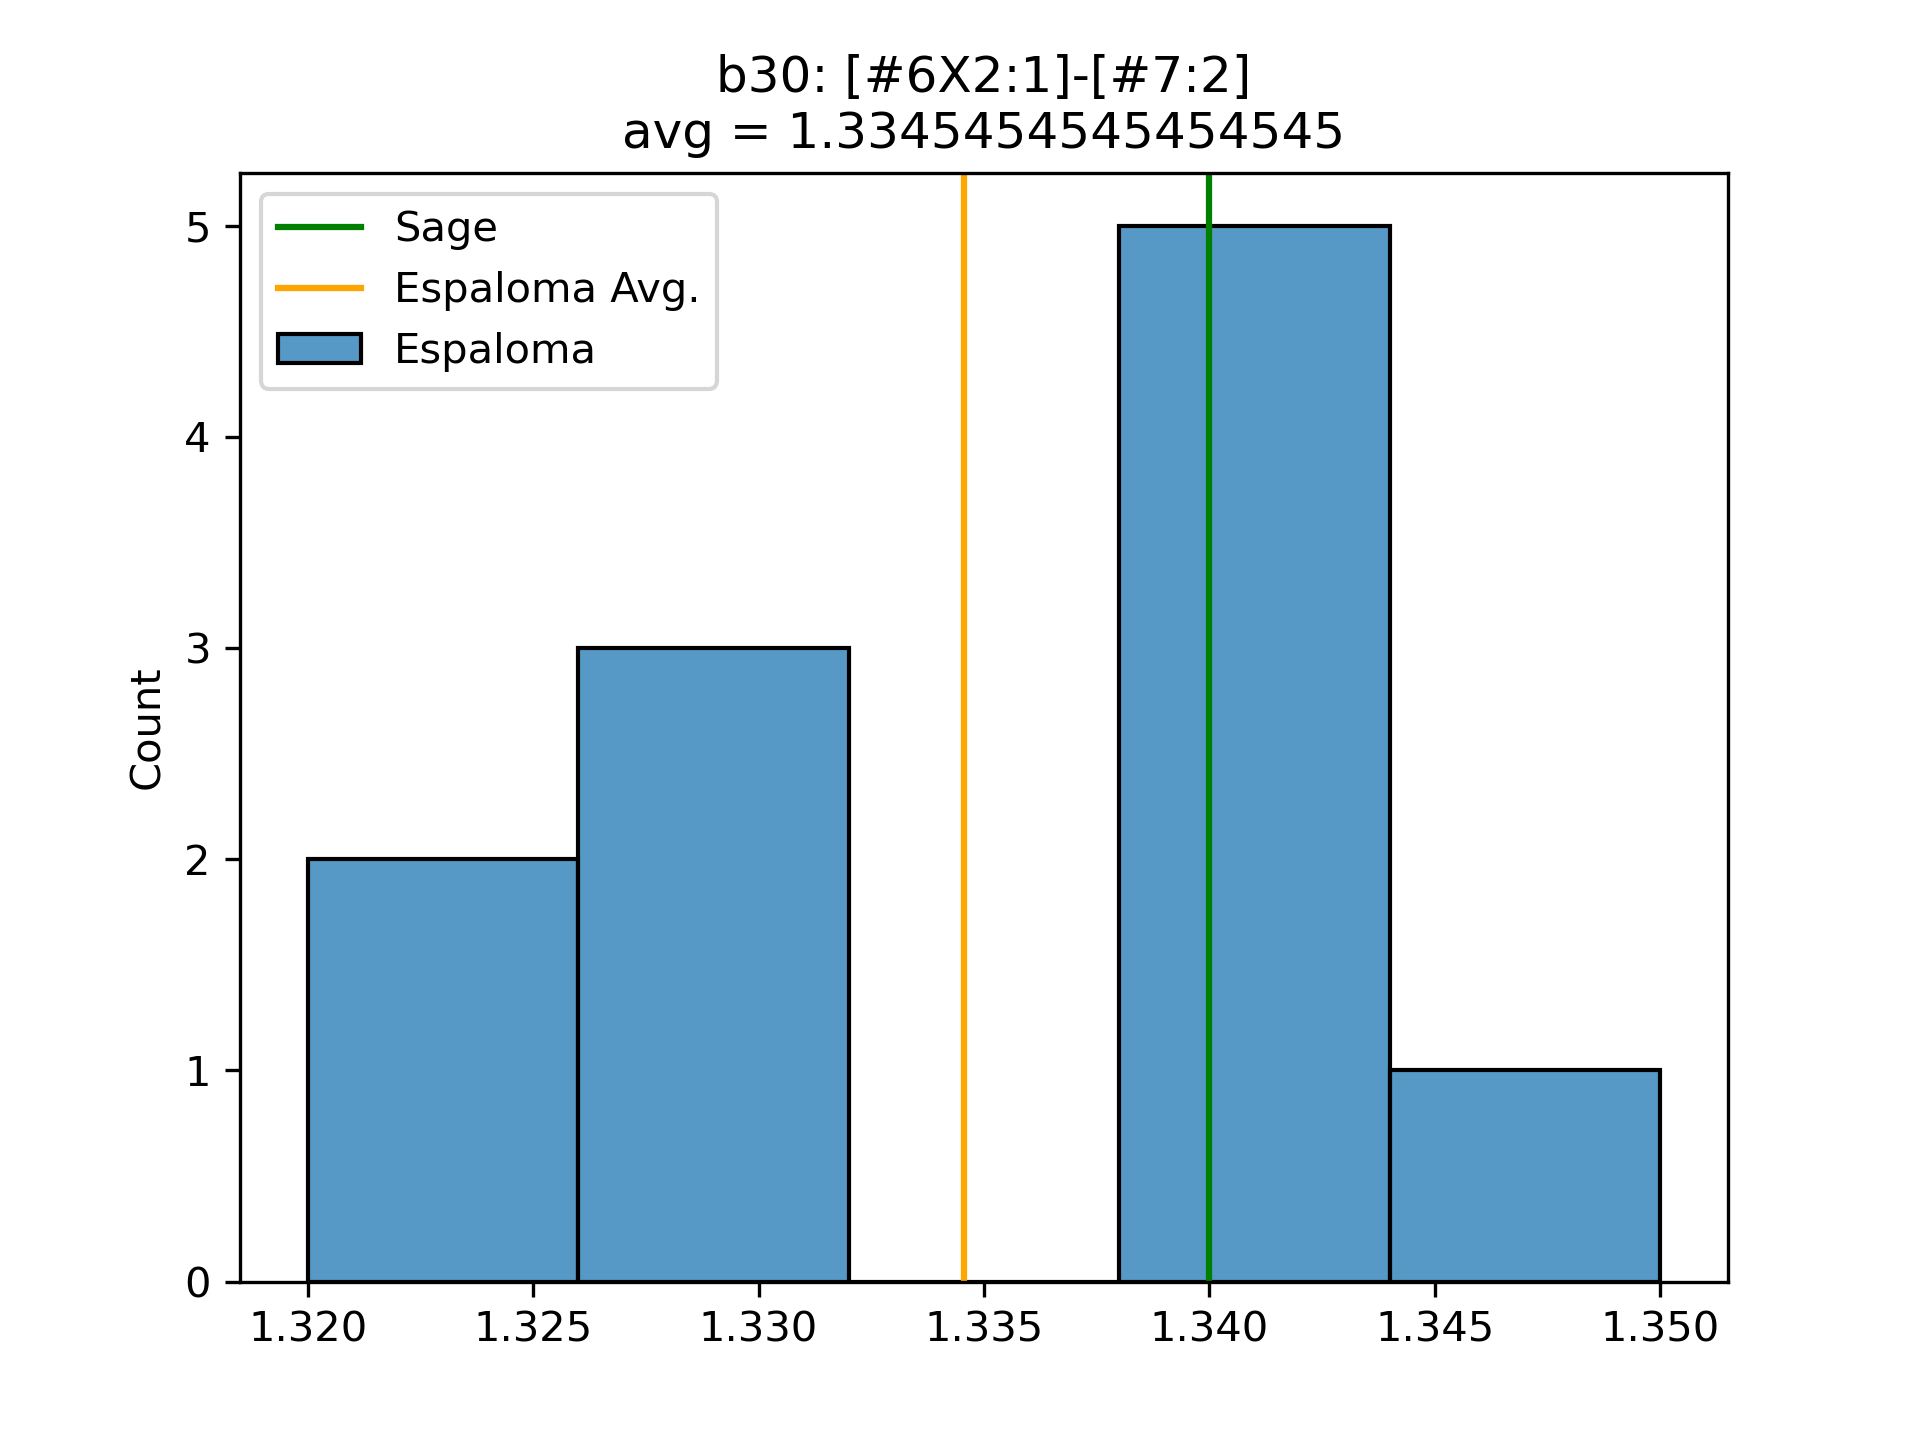 b30: [#6X2:1]-[#7:2]
avg = 1.3345454545454545
Sage
Espaloma Avg.
Espaloma
5
4
3
2
1
0
Count
1.320 1.325 1.330 1.335 1.340 1.345 1.350